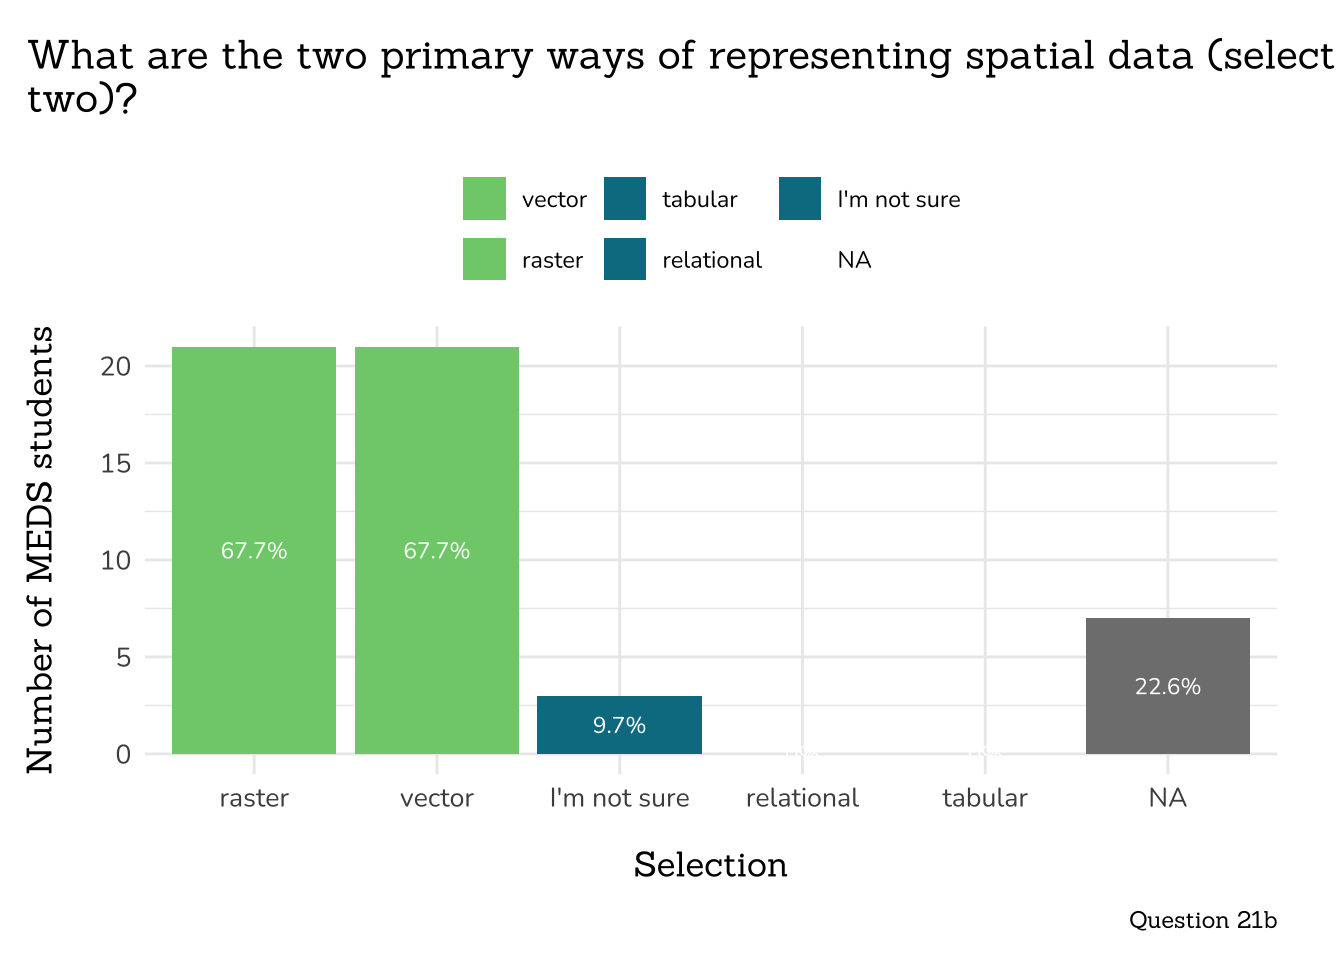 What are the two primary ways of representing spatial data (select
two)?
vector tabular I'm not sure
raster relational NA
Number of MEDS students
20
15
10
5
0
67.7% 67.7% 9.7% 22.6%
raster vector I'm not sure relational tabular NA
Selection
Question 21b